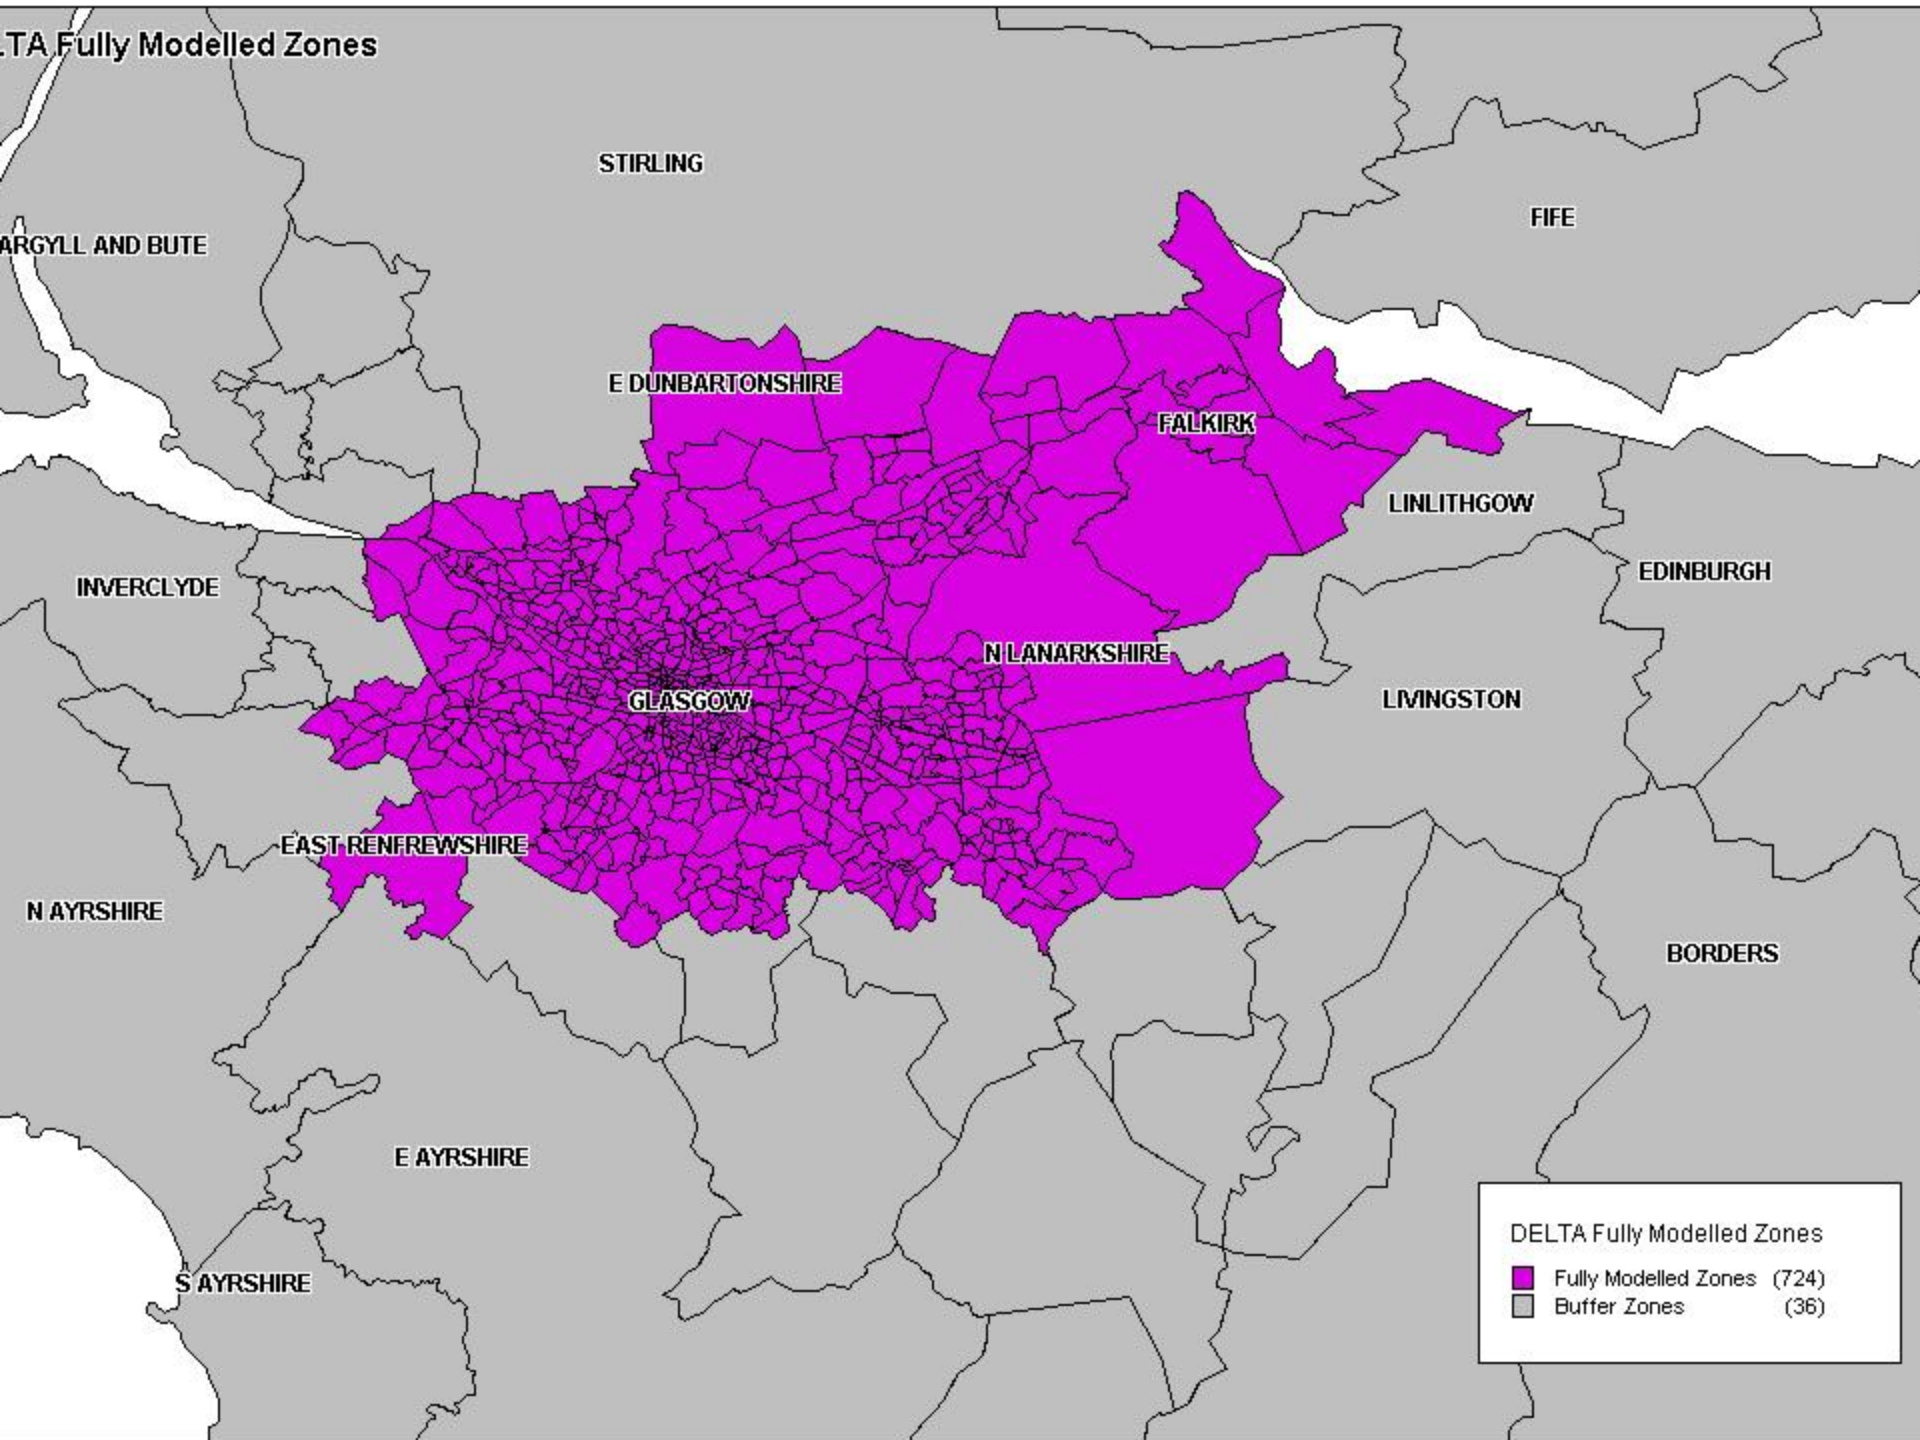 LTA Fully Modelled Zones
STIRLING
FIFE
ARGYLL AND BUTE
E DUNBARTONSHIRE
FALKIRK
LINLITHGOW
EDINBURGH
INVERCLYDE
N LANARKSHIRE
GLASGOW
LIVINGSTON
EAST RENFREWSHIRE
N AYRSHIRE
BORDERS
E AYRSHIRE
S AYRSHIRE
DELTA Fully Modelled Zones
Fully Modelled Zones (724)
Buffer Zones (36)